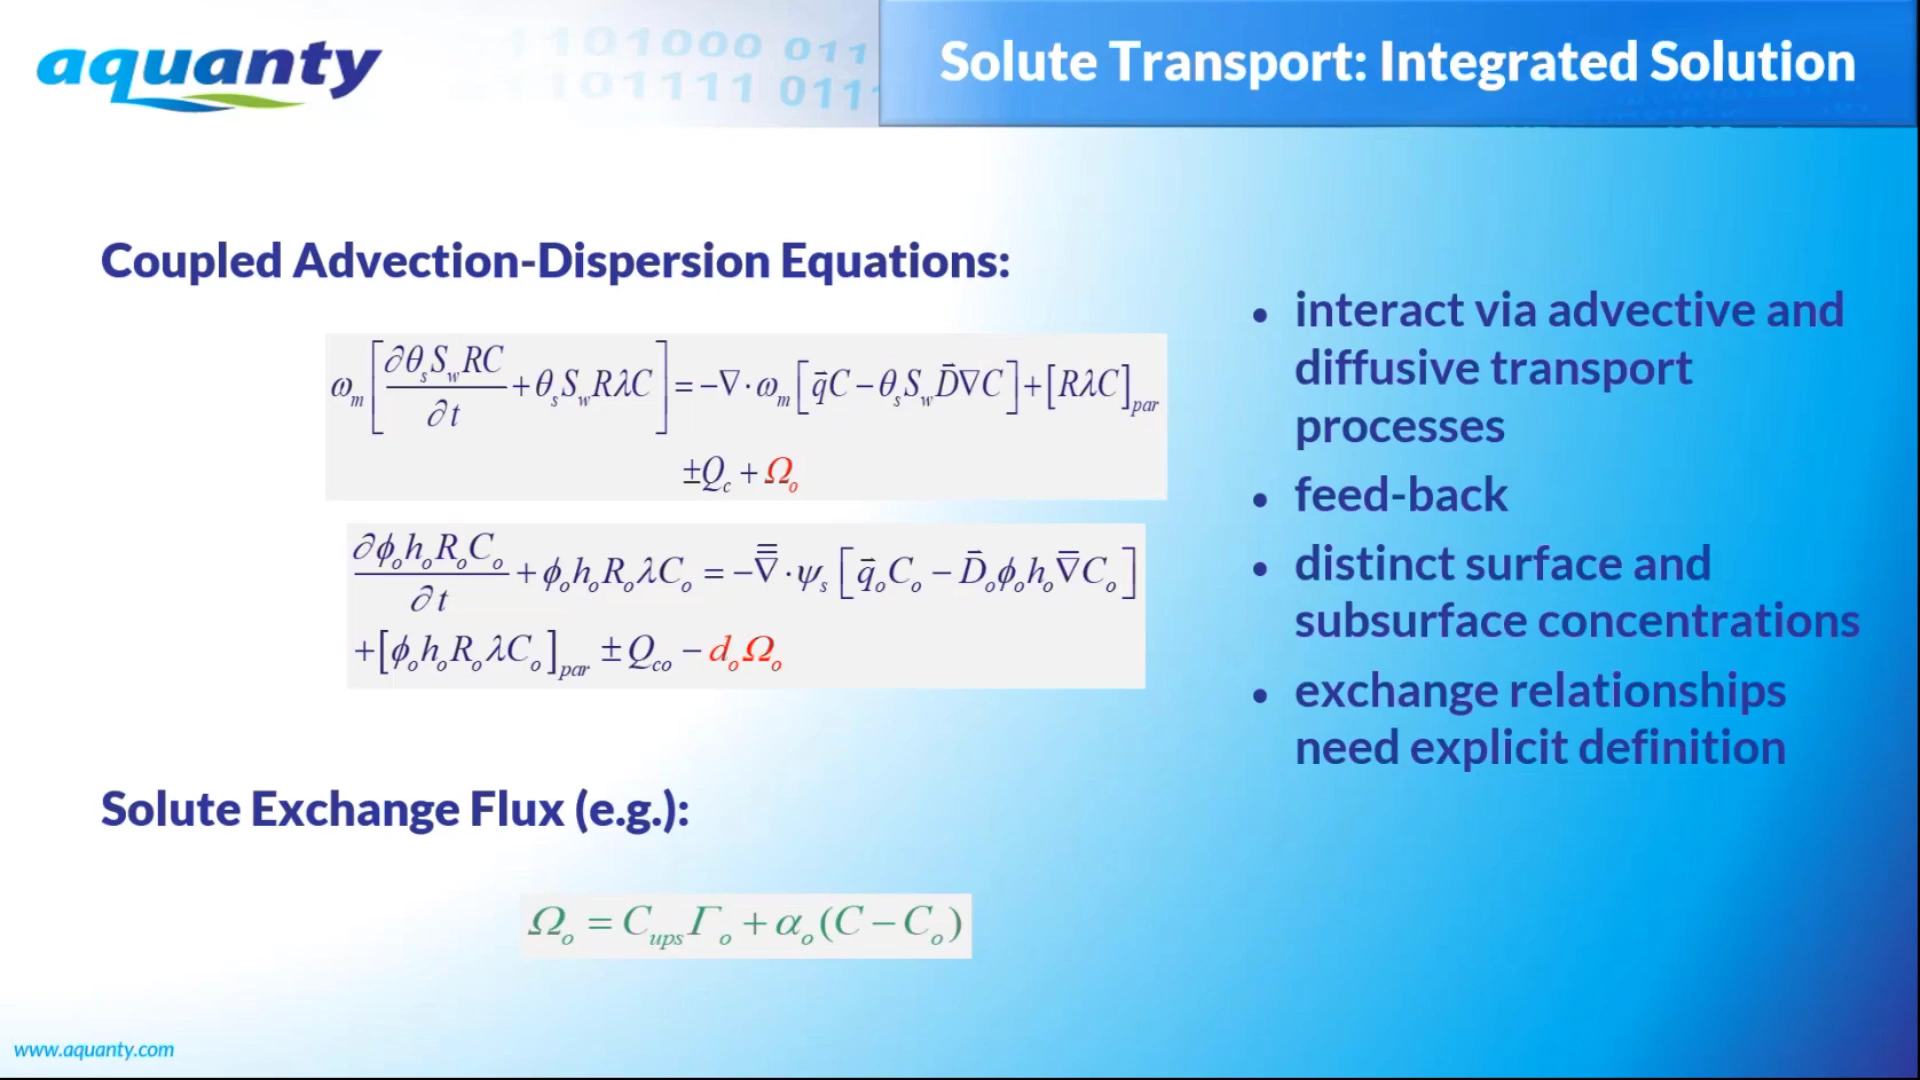 aquanty
1101000 011
101111 011
Solute Transport: Integrated Solution
Coupled Advection-Dispersion Equations:
ω_m [∂θ_s S_w RC / ∂t + θ_s S_w RλC] = −∇ · ω_m [q̄C − θ_s S_w D̄∇C] + [RλC]_par
±Q_c + Ω_o
∂ϕ_o h_o R_o C_o / ∂t + ϕ_o h_o R_o λC_o = −∇̿ · ψ_s [q̄_o C_o − D̄_o ϕ_o h_o ∇̄C_o]
+[ϕ_o h_o R_o λC_o]_par ± Q_co − d_o Ω_o
Solute Exchange Flux (e.g.):
Ω_o = C_ups Γ_o + α_o (C − C_o)
• interact via advective and
diffusive transport
processes
• feed-back
• distinct surface and
subsurface concentrations
• exchange relationships
need explicit definition
www.aquanty.com